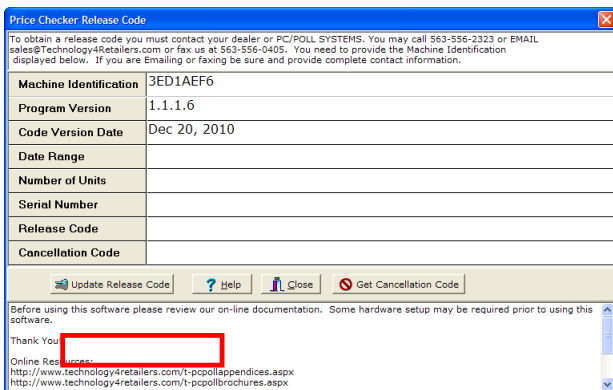 Price Checker Release Code
To obtain a release code you must contact your dealer or PC/POLL SYSTEMS. You may call 563-556-2323 or EMAIL
sales@Technology4Retailers.com or fax us at 563-556-0405. You need to provide the Machine Identification
displayed below. If you are Emailing or faxing be sure and provide complete contact information.
Machine Identification 3ED1AEF6
Program Version 1.1.1.6
Code Version Date Dec 20, 2010
Date Range
Number of Units
Serial Number
Release Code
Cancellation Code
Update Release Code ? Help Close Get Cancellation Code
Before using this software please review our on-line documentation. Some hardware setup may be required prior to using this
software.
Thank You!
Online Resources:
http://www.technology4retailers.com/t-pcpollappendices.aspx
http://www.technology4retailers.com/t-pcpollbrochures.aspx